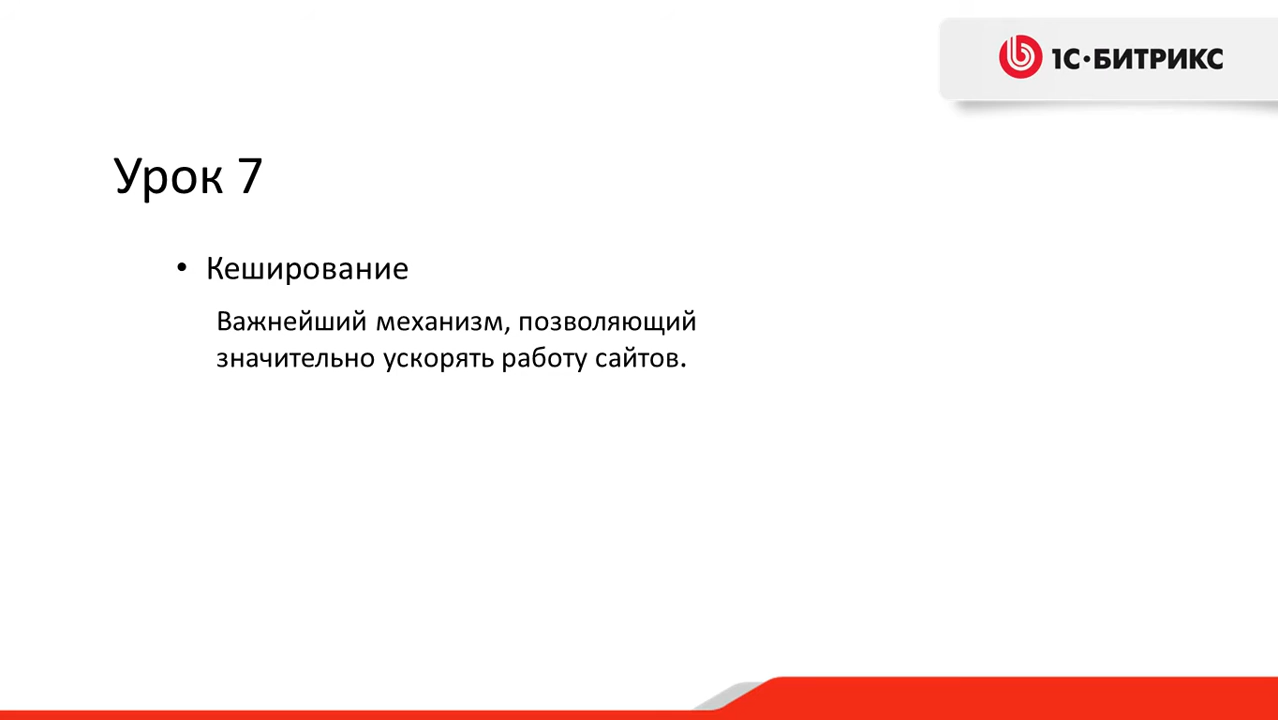 1С·БИТРИКС
Урок 7
• Кеширование
Важнейший механизм, позволяющий
значительно ускорять работу сайтов.